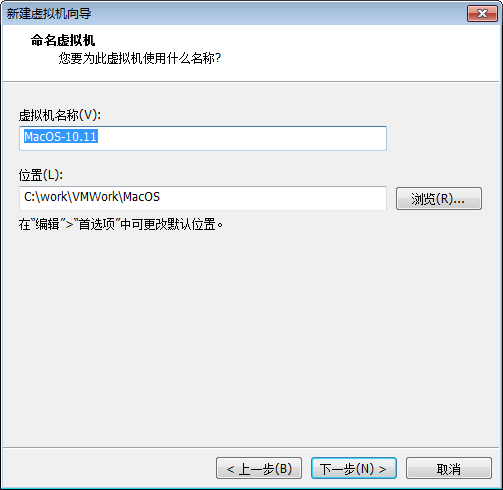 新建虚拟机向导
命名虚拟机
您要为此虚拟机使用什么名称?
虚拟机名称(V):
MacOS-10.11
位置(L):
C:\work\VMWork\MacOS
浏览(R)...
在“编辑”>“首选项”中可更改默认位置。
< 上一步(B)
下一步(N) >
取消